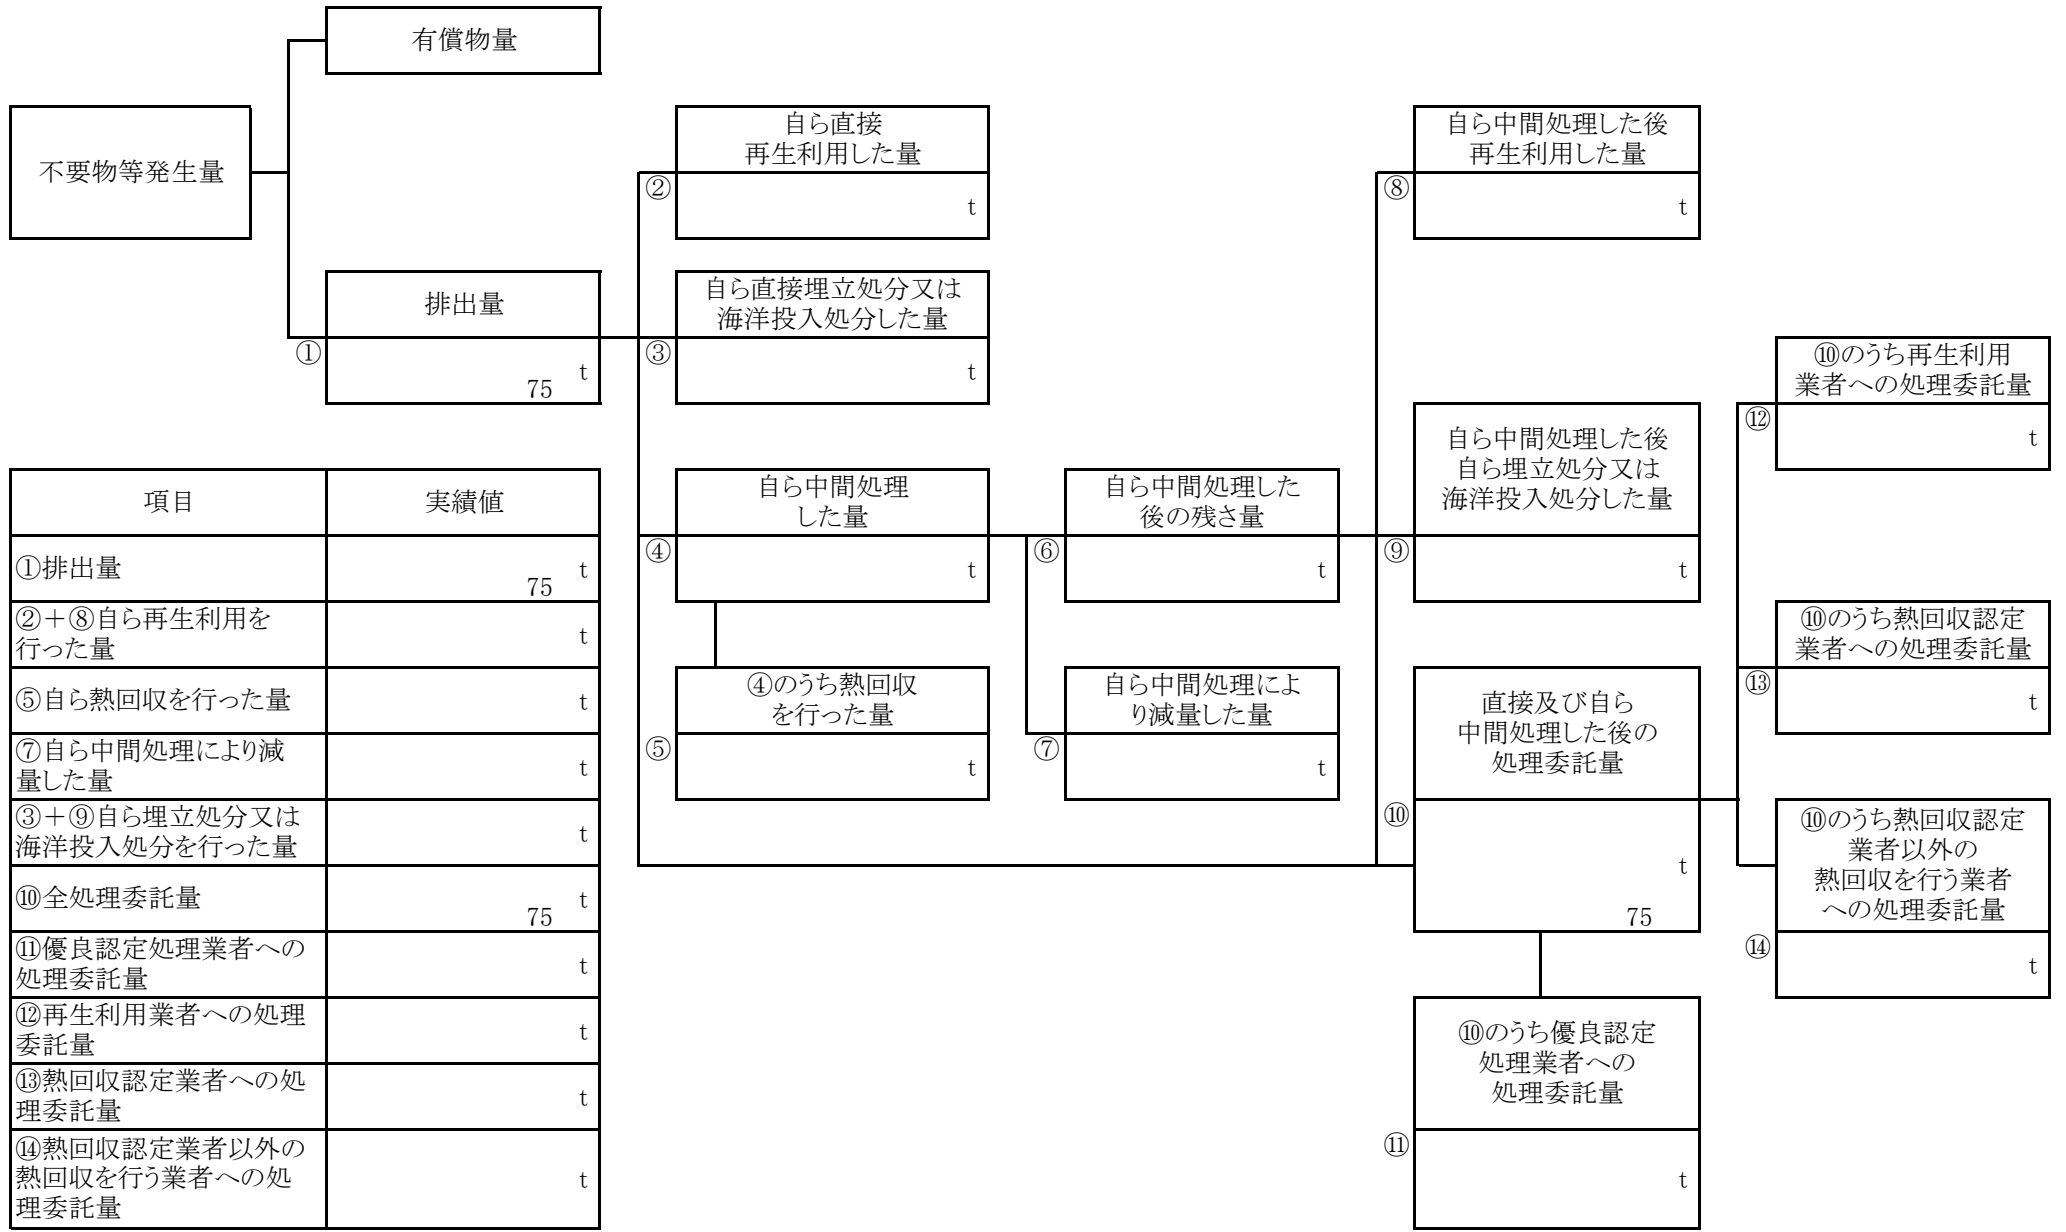 有償物量
不要物等発生量
排出量
①
t
75
自ら直接
再生利用した量
②
t
自ら直接埋立処分又は
海洋投入処分した量
③
t
自ら中間処理
した量
④
t
④のうち熱回収
を行った量
⑤
t
自ら中間処理した
後の残さ量
⑥
t
自ら中間処理によ
り減量した量
⑦
t
自ら中間処理した後
再生利用した量
⑧
t
自ら中間処理した後
自ら埋立処分又は
海洋投入処分した量
⑨
t
直接及び自ら
中間処理した後の
処理委託量
⑩
t
75
⑩のうち優良認定
処理業者への
処理委託量
⑪
t
⑩のうち再生利用
業者への処理委託量
⑫
t
⑩のうち熱回収認定
業者への処理委託量
⑬
t
⑩のうち熱回収認定
業者以外の
熱回収を行う業者
への処理委託量
⑭
t
項目 実績値
①排出量 75 t
②＋⑧自ら再生利用を
行った量 t
⑤自ら熱回収を行った量 t
⑦自ら中間処理により減
量した量 t
③＋⑨自ら埋立処分又は
海洋投入処分を行った量 t
⑩全処理委託量 75 t
⑪優良認定処理業者への
処理委託量 t
⑫再生利用業者への処理
委託量 t
⑬熱回収認定業者への処
理委託量 t
⑭熱回収認定業者以外の
熱回収を行う業者への処
理委託量 t